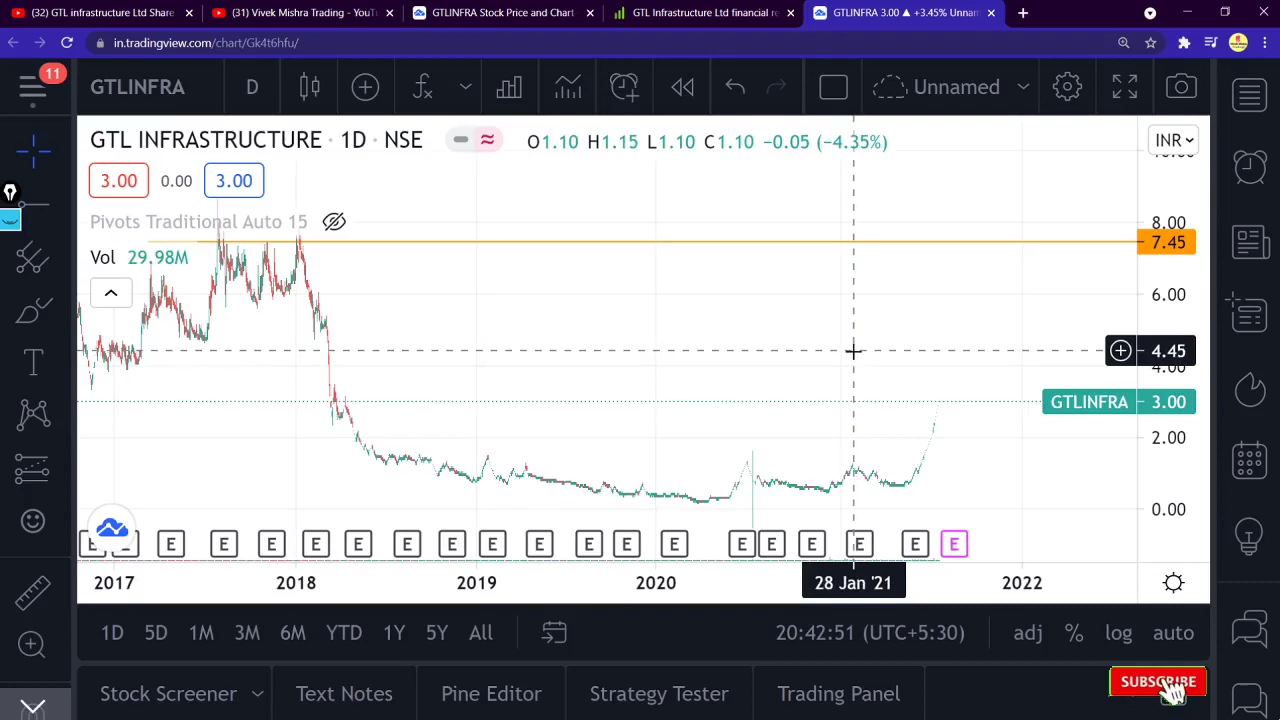 (32) GTL infrastructure Ltd Share
(31) Vivek Mishra Trading - YouTu
GTLINFRA Stock Price and Chart
GTL Infrastructure Ltd financial re
GTLINFRA 3.00 ▲ +3.45% Unnam
in.tradingview.com/chart/Gk4t6hfu/
11
GTLINFRA
D
Unnamed
GTL INFRASTRUCTURE · 1D · NSE
O1.10 H1.15 L1.10 C1.10 −0.05 (−4.35%)
INR
3.00 0.00 3.00
Pivots Traditional Auto 15
Vol 29.98M
8.00
7.45
6.00
4.45
4.00
GTLINFRA 3.00
2.00
0.00
E E E E E E E E E E E E E E E E E E E E
2017 2018 2019 2020 28 Jan '21 2022
1D 5D 1M 3M 6M YTD 1Y 5Y All
20:42:51 (UTC+5:30)
adj % log auto
Stock Screener Text Notes Pine Editor Strategy Tester Trading Panel
SUBSCRIBE